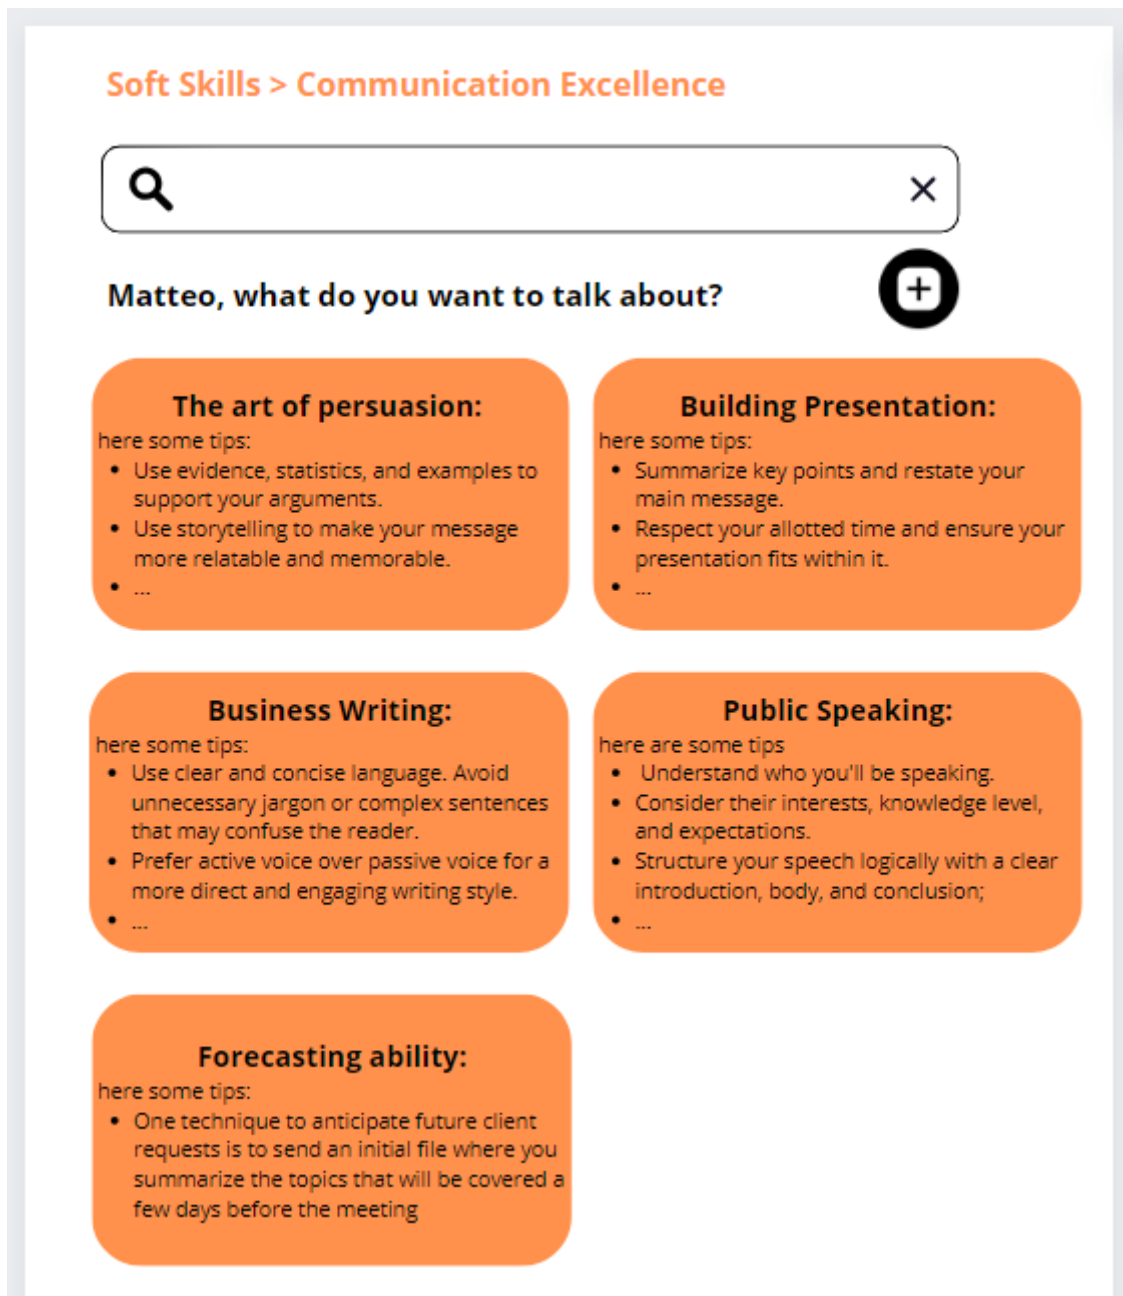 Soft Skills > Communication Excellence
Matteo, what do you want to talk about?
The art of persuasion:
here some tips:
• Use evidence, statistics, and examples to
support your arguments.
• Use storytelling to make your message
more relatable and memorable.
• ...
Building Presentation:
here some tips:
• Summarize key points and restate your
main message.
• Respect your allotted time and ensure your
presentation fits within it.
• ...
Business Writing:
here some tips:
• Use clear and concise language. Avoid
unnecessary jargon or complex sentences
that may confuse the reader.
• Prefer active voice over passive voice for a
more direct and engaging writing style.
• ...
Public Speaking:
here are some tips
• Understand who you'll be speaking.
• Consider their interests, knowledge level,
and expectations.
• Structure your speech logically with a clear
introduction, body, and conclusion;
• ...
Forecasting ability:
here some tips:
• One technique to anticipate future client
requests is to send an initial file where you
summarize the topics that will be covered a
few days before the meeting